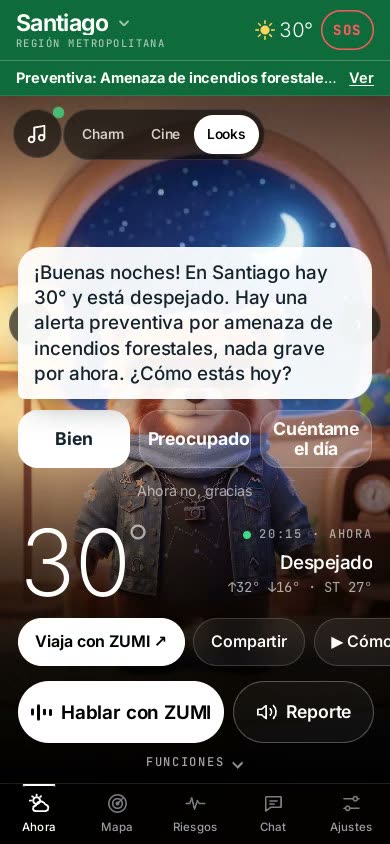 Santiago
REGIÓN METROPOLITANA
30°
SOS
Preventiva: Amenaza de incendios forestale...
Ver
Charm
Cine
Looks
¡Buenas noches! En Santiago hay
30° y está despejado. Hay una
alerta preventiva por amenaza de
incendios forestales, nada grave
por ahora. ¿Cómo estás hoy?
Bien
Preocupado
Cuéntame
el día
Ahora no, gracias
30°
20:15 · AHORA
Despejado
↑32° ↓16° · ST 27°
Viaja con ZUMI ↗
Compartir
▶ Cómo
Hablar con ZUMI
Reporte
FUNCIONES
Ahora
Mapa
Riesgos
Chat
Ajustes